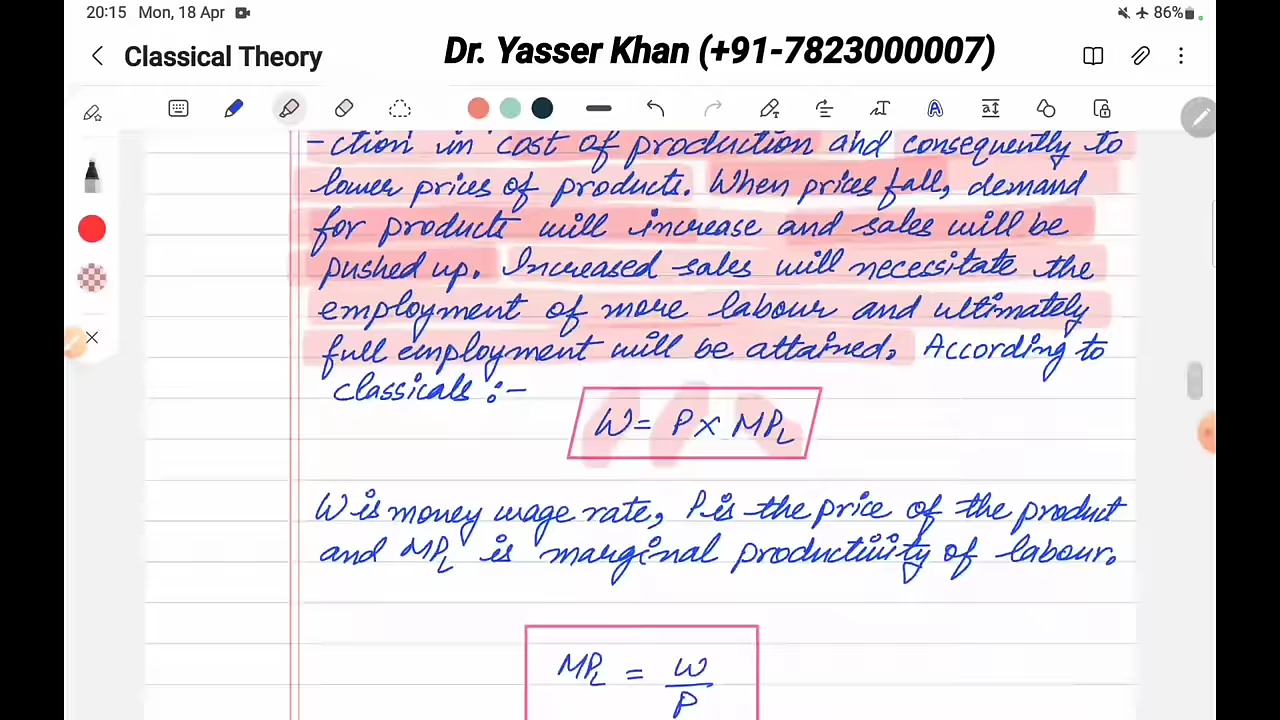 20:15 Mon, 18 Apr
86%
Classical Theory
Dr. Yasser Khan (+91-7823000007)
-ction in cost of production and consequently to
lower prices of products. When prices fall, demand
for products will increase and sales will be
pushed up. Increased sales will necessitate the
employment of more labour and ultimately
full employment will be attained. According to
classicals :-
W = P × MPL
W is money wage rate, P is the price of the product
and MPL is marginal productivity of labour.
MPL = W
P